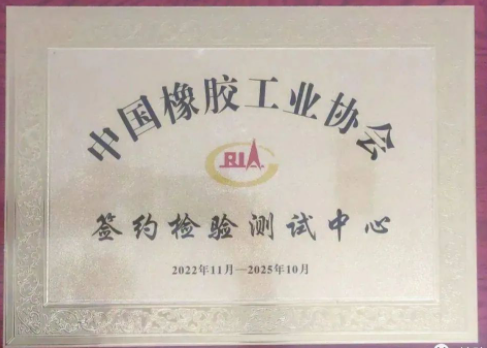 中国橡胶工业协会
CRIA
签约检验测试中心
2022年11月—2025年10月